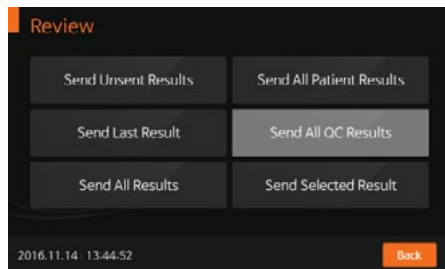 Review
Send Unsent Results
Send All Patient Results
Send Last Result
Send All QC Results
Send All Results
Send Selected Result
2016.11.14 13:44:52
Back